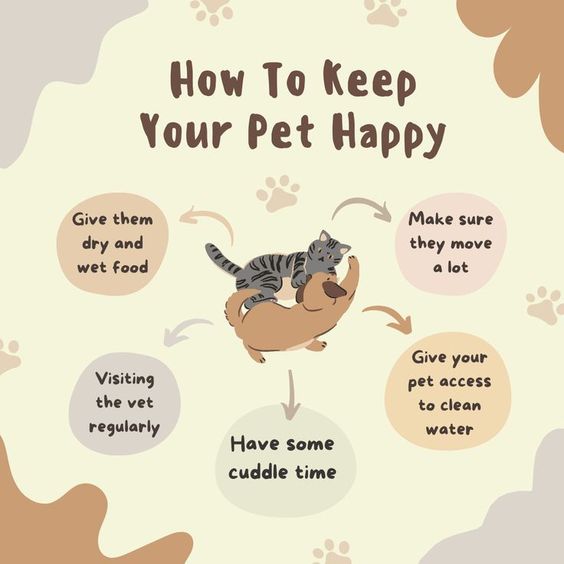 How To Keep
Your Pet Happy
Give them
dry and
wet food
Make sure
they move
a lot
Visiting
the vet
regularly
Give your
pet access
to clean
water
Have some
cuddle time